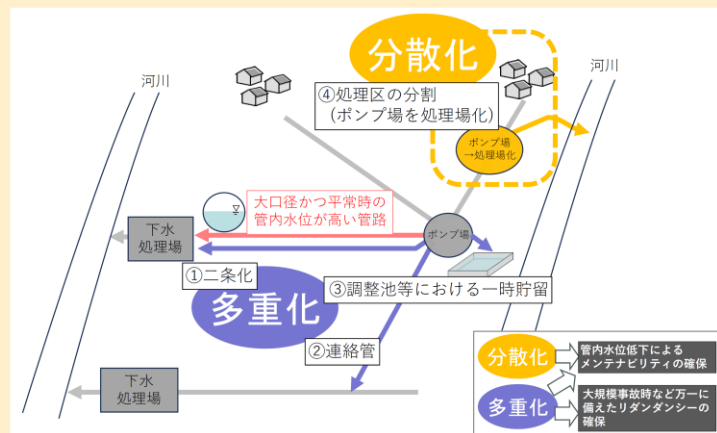 分散化
河川
河川
④処理区の分割
(ポンプ場を処理場化)
ポンプ場
→処理場化
大口径かつ平常時の
管内水位が高い管路
下水
処理場
ポンプ場
①二条化
多重化
③調整池等における一時貯留
②連絡管
下水
処理場
分散化
管内水位低下による
メンテナビリティの確保
多重化
大規模事故時など万一に
備えたリダンダンシーの
確保